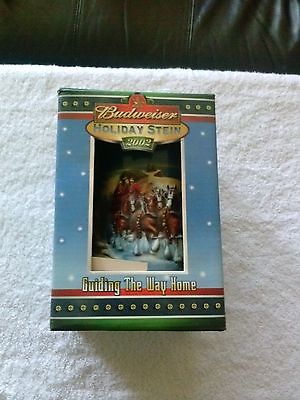 Budweiser
HOLIDAY STEIN
2002
Guiding The Way Home